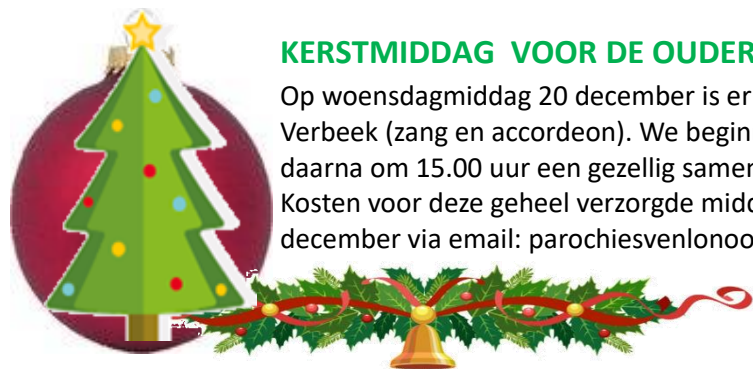 KERSTMIDDAG  VOOR DE OUDER
Op woensdagmiddag 20 december is er
Verbeek (zang en accordeon). We begin
daarna om 15.00 uur een gezellig samen
Kosten voor deze geheel verzorgde midd
december via email: parochiesvenlonoo